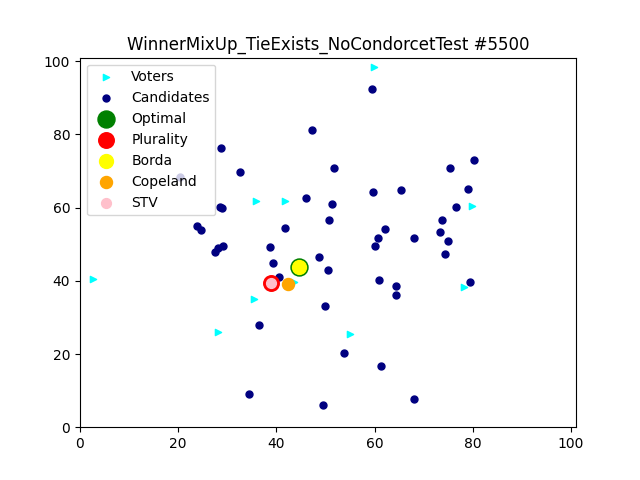 WinnerMixUp_TieExists_NoCondorcetTest #5500
Voters
Candidates
Optimal
Plurality
Borda
Copeland
STV
100
80
60
40
20
0
0 20 40 60 80 100